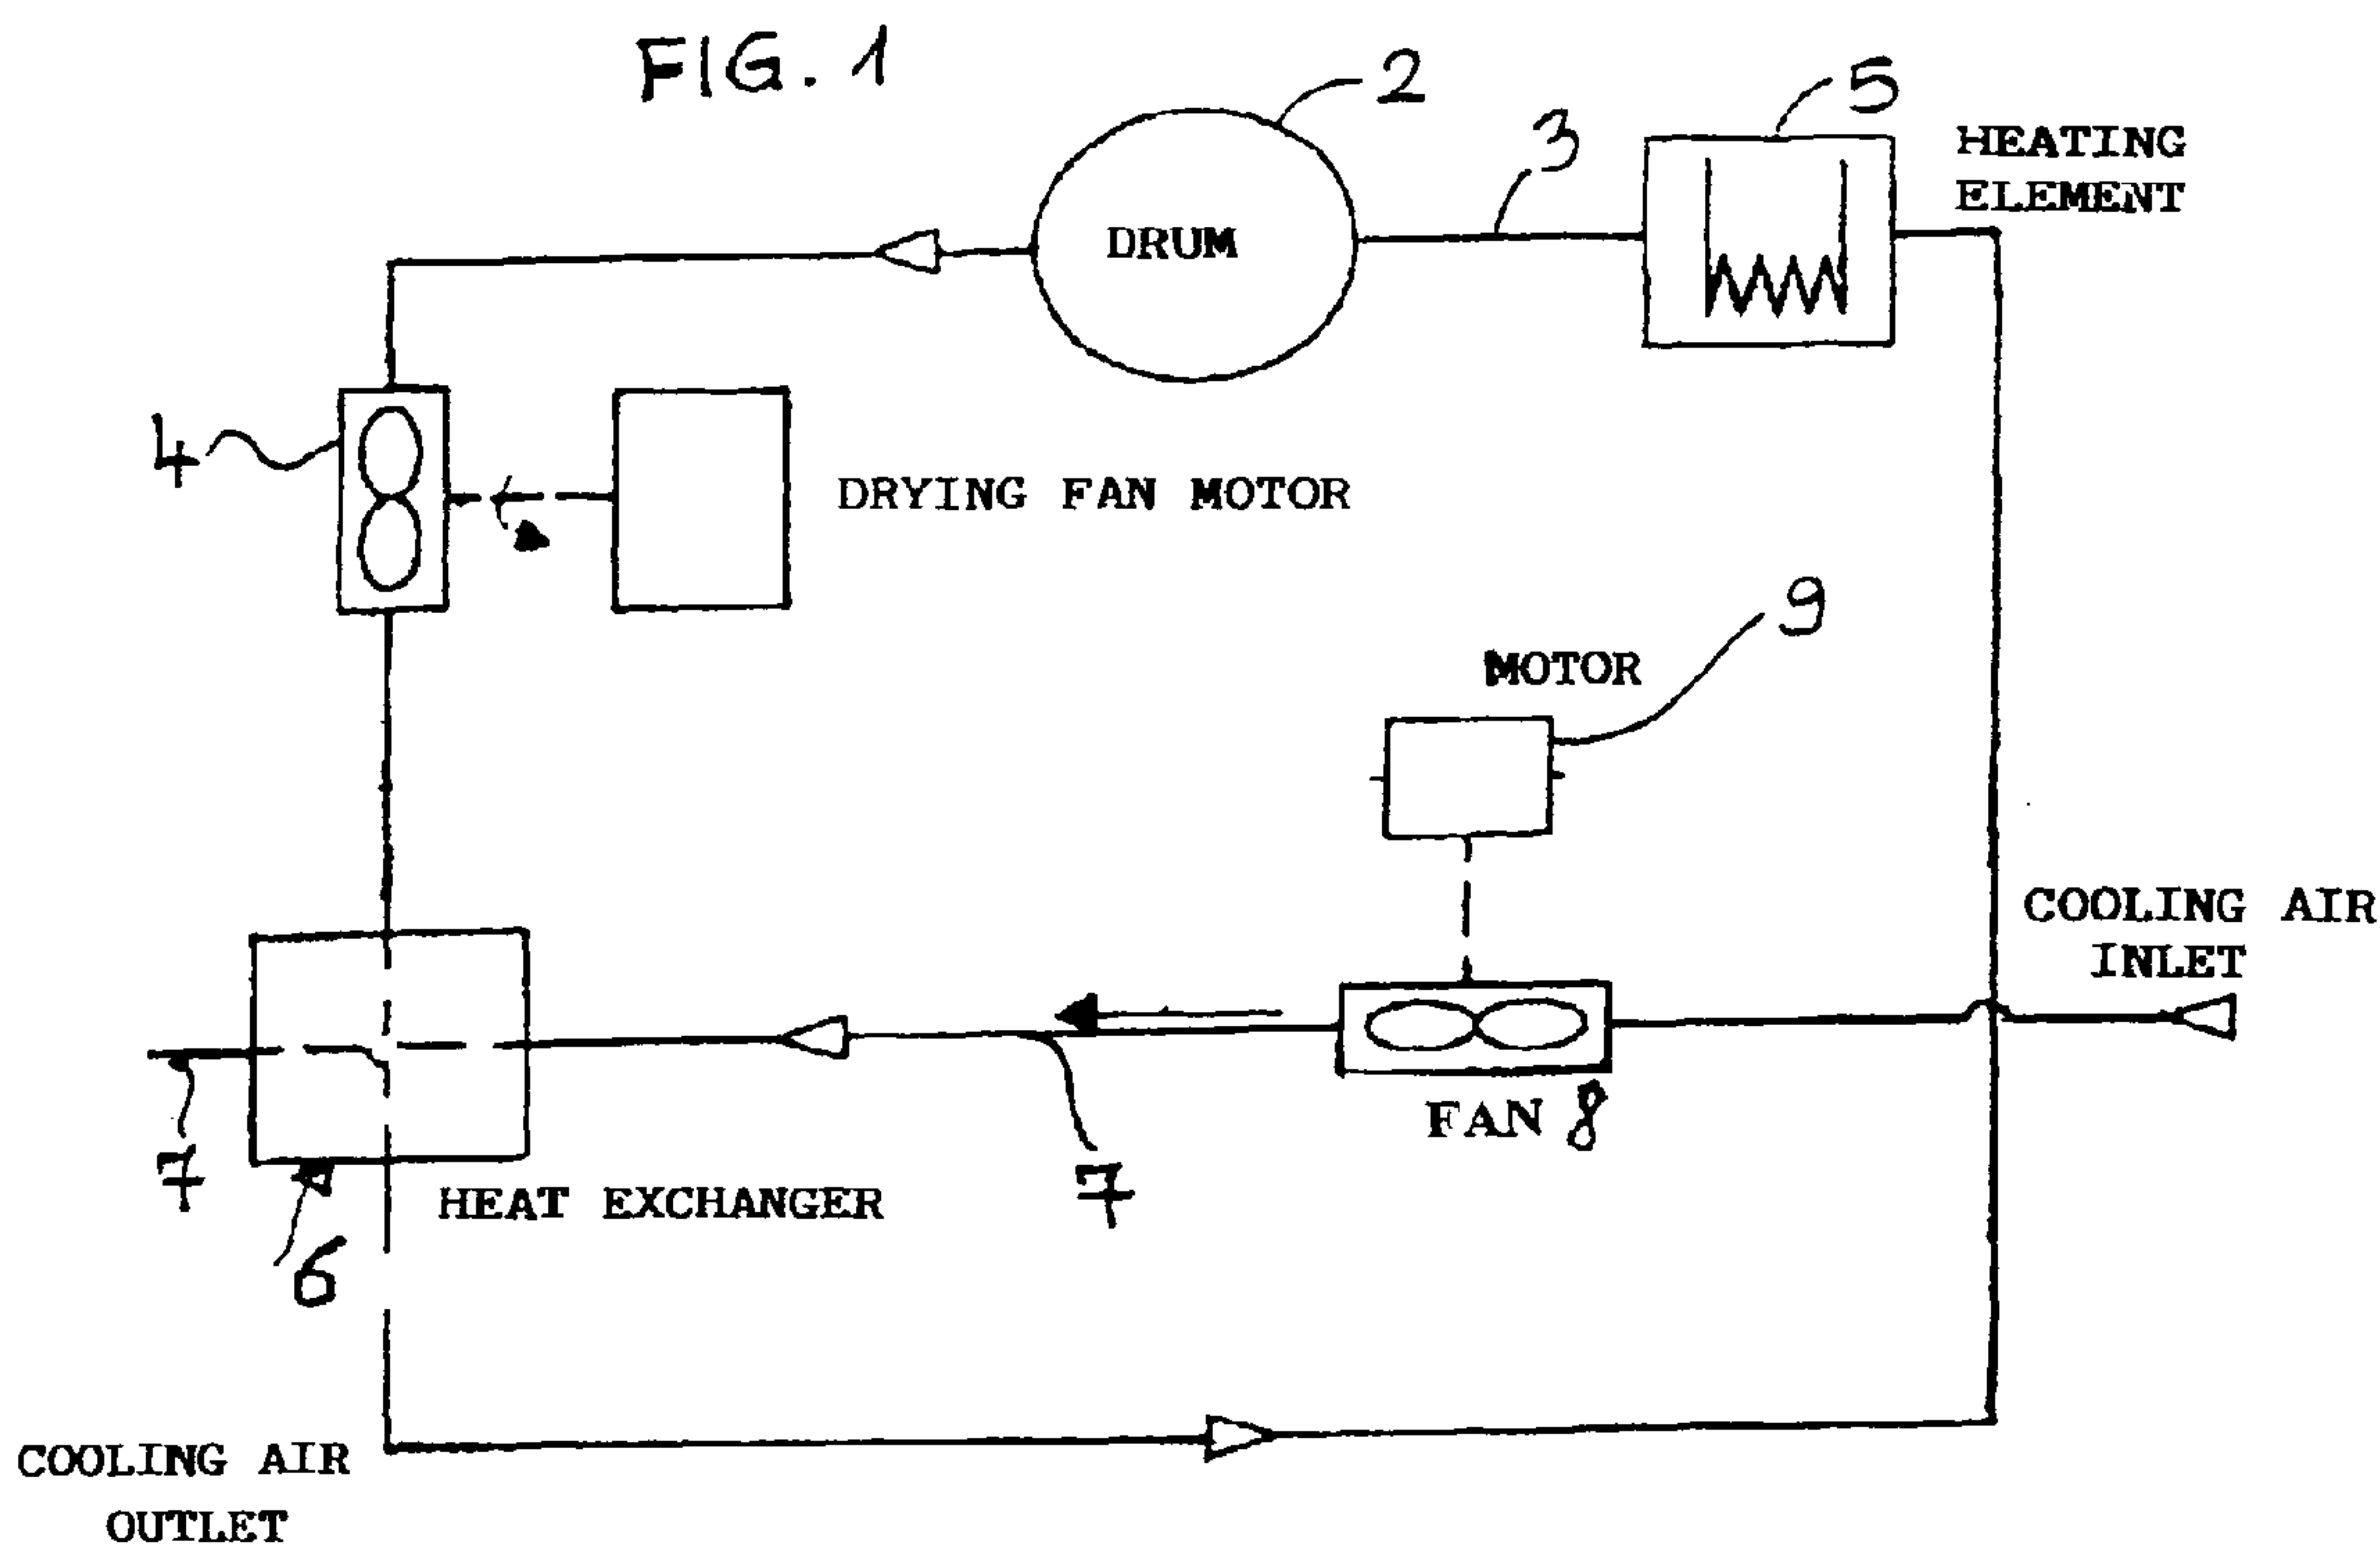 FIG. 1
2
5
3
HEATING
ELEMENT
DRUM
4
DRYING FAN MOTOR
9
MOTOR
COOLING AIR
INLET
FAN 8
7
7
HEAT EXCHANGER
6
COOLING AIR
OUTLET